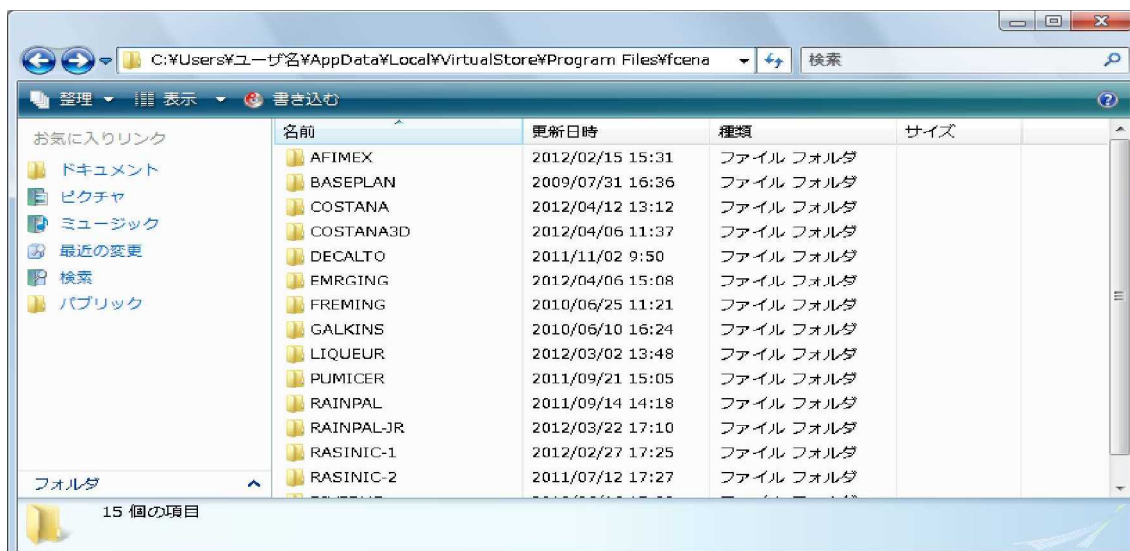 C:¥Users¥ユーザ名¥AppData¥Local¥VirtualStore¥Program Files¥fcena 検索
整理 表示 書き込む
お気に入りリンク
ドキュメント
ピクチャ
ミュージック
最近の変更
検索
パブリック
フォルダ
名前 更新日時 種類 サイズ
AFIMEX 2012/02/15 15:31 ファイル フォルダ
BASEPLAN 2009/07/31 16:36 ファイル フォルダ
COSTANA 2012/04/12 13:12 ファイル フォルダ
COSTANA3D 2012/04/06 11:37 ファイル フォルダ
DECALTO 2011/11/02 9:50 ファイル フォルダ
EMRGING 2012/04/06 15:08 ファイル フォルダ
FREMING 2010/06/25 11:21 ファイル フォルダ
GALKINS 2010/06/10 16:24 ファイル フォルダ
LIQUEUR 2012/03/02 13:48 ファイル フォルダ
PUMICER 2011/09/21 15:05 ファイル フォルダ
RAINPAL 2011/09/14 14:18 ファイル フォルダ
RAINPAL-JR 2012/03/22 17:10 ファイル フォルダ
RASINIC-1 2012/02/27 17:25 ファイル フォルダ
RASINIC-2 2011/07/12 17:27 ファイル フォルダ
15 個の項目